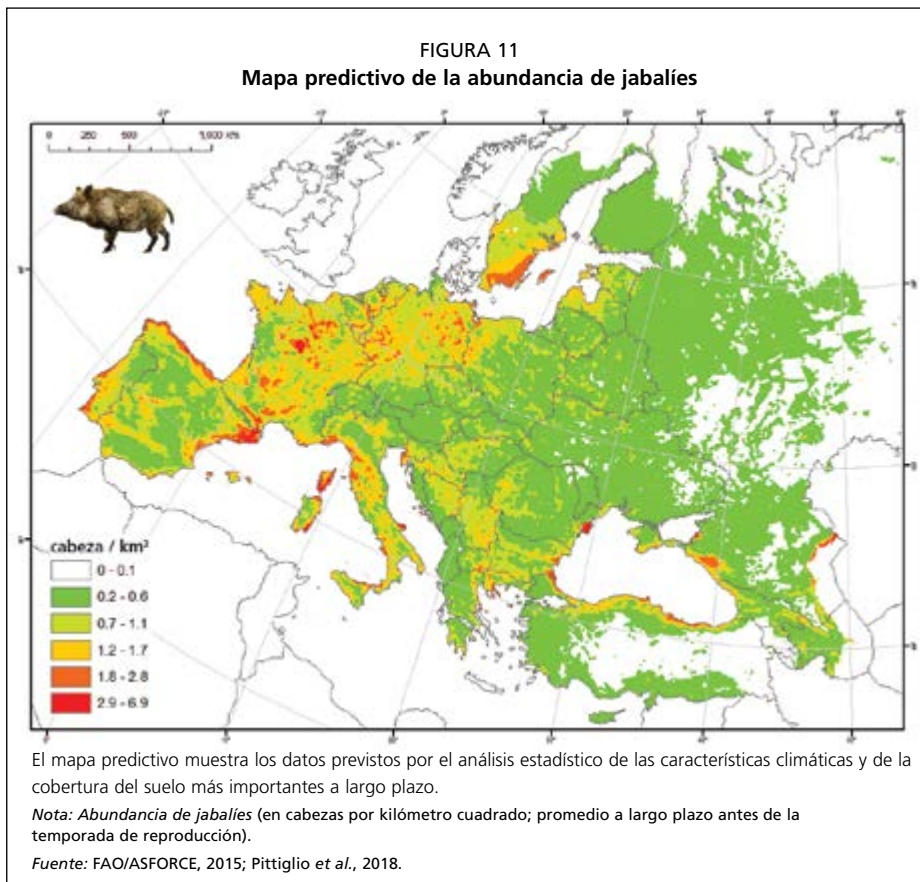 FIGURA 11
Mapa predictivo de la abundancia de jabalíes
0 250 500 1,000 km
cabeza / km²
0 - 0.1
0.2 - 0.6
0.7 - 1.1
1.2 - 1.7
1.8 - 2.8
2.9 - 6.9
El mapa predictivo muestra los datos previstos por el análisis estadístico de las características climáticas y de la
cobertura del suelo más importantes a largo plazo.
Nota: Abundancia de jabalíes (en cabezas por kilómetro cuadrado; promedio a largo plazo antes de la
temporada de reproducción).
Fuente: FAO/ASFORCE, 2015; Pittiglio et al., 2018.